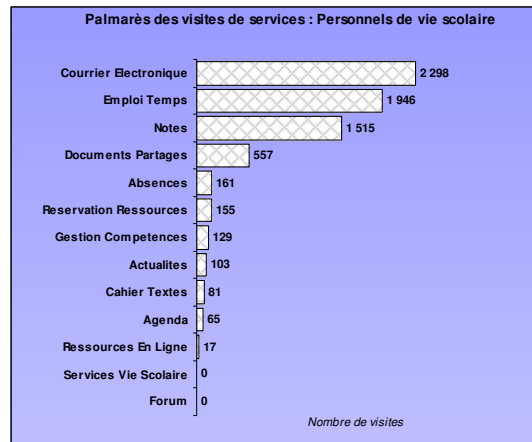 Palmarès des visites de services : Personnels de vie scolaire
Courrier Electronique 2 298
Emploi Temps 1 946
Notes 1 515
Documents Partages 557
Absences 161
Reservation Ressources 155
Gestion Competences 129
Actualites 103
Cahier Textes 81
Agenda 65
Ressources En Ligne 17
Services Vie Scolaire 0
Forum 0
Nombre de visites